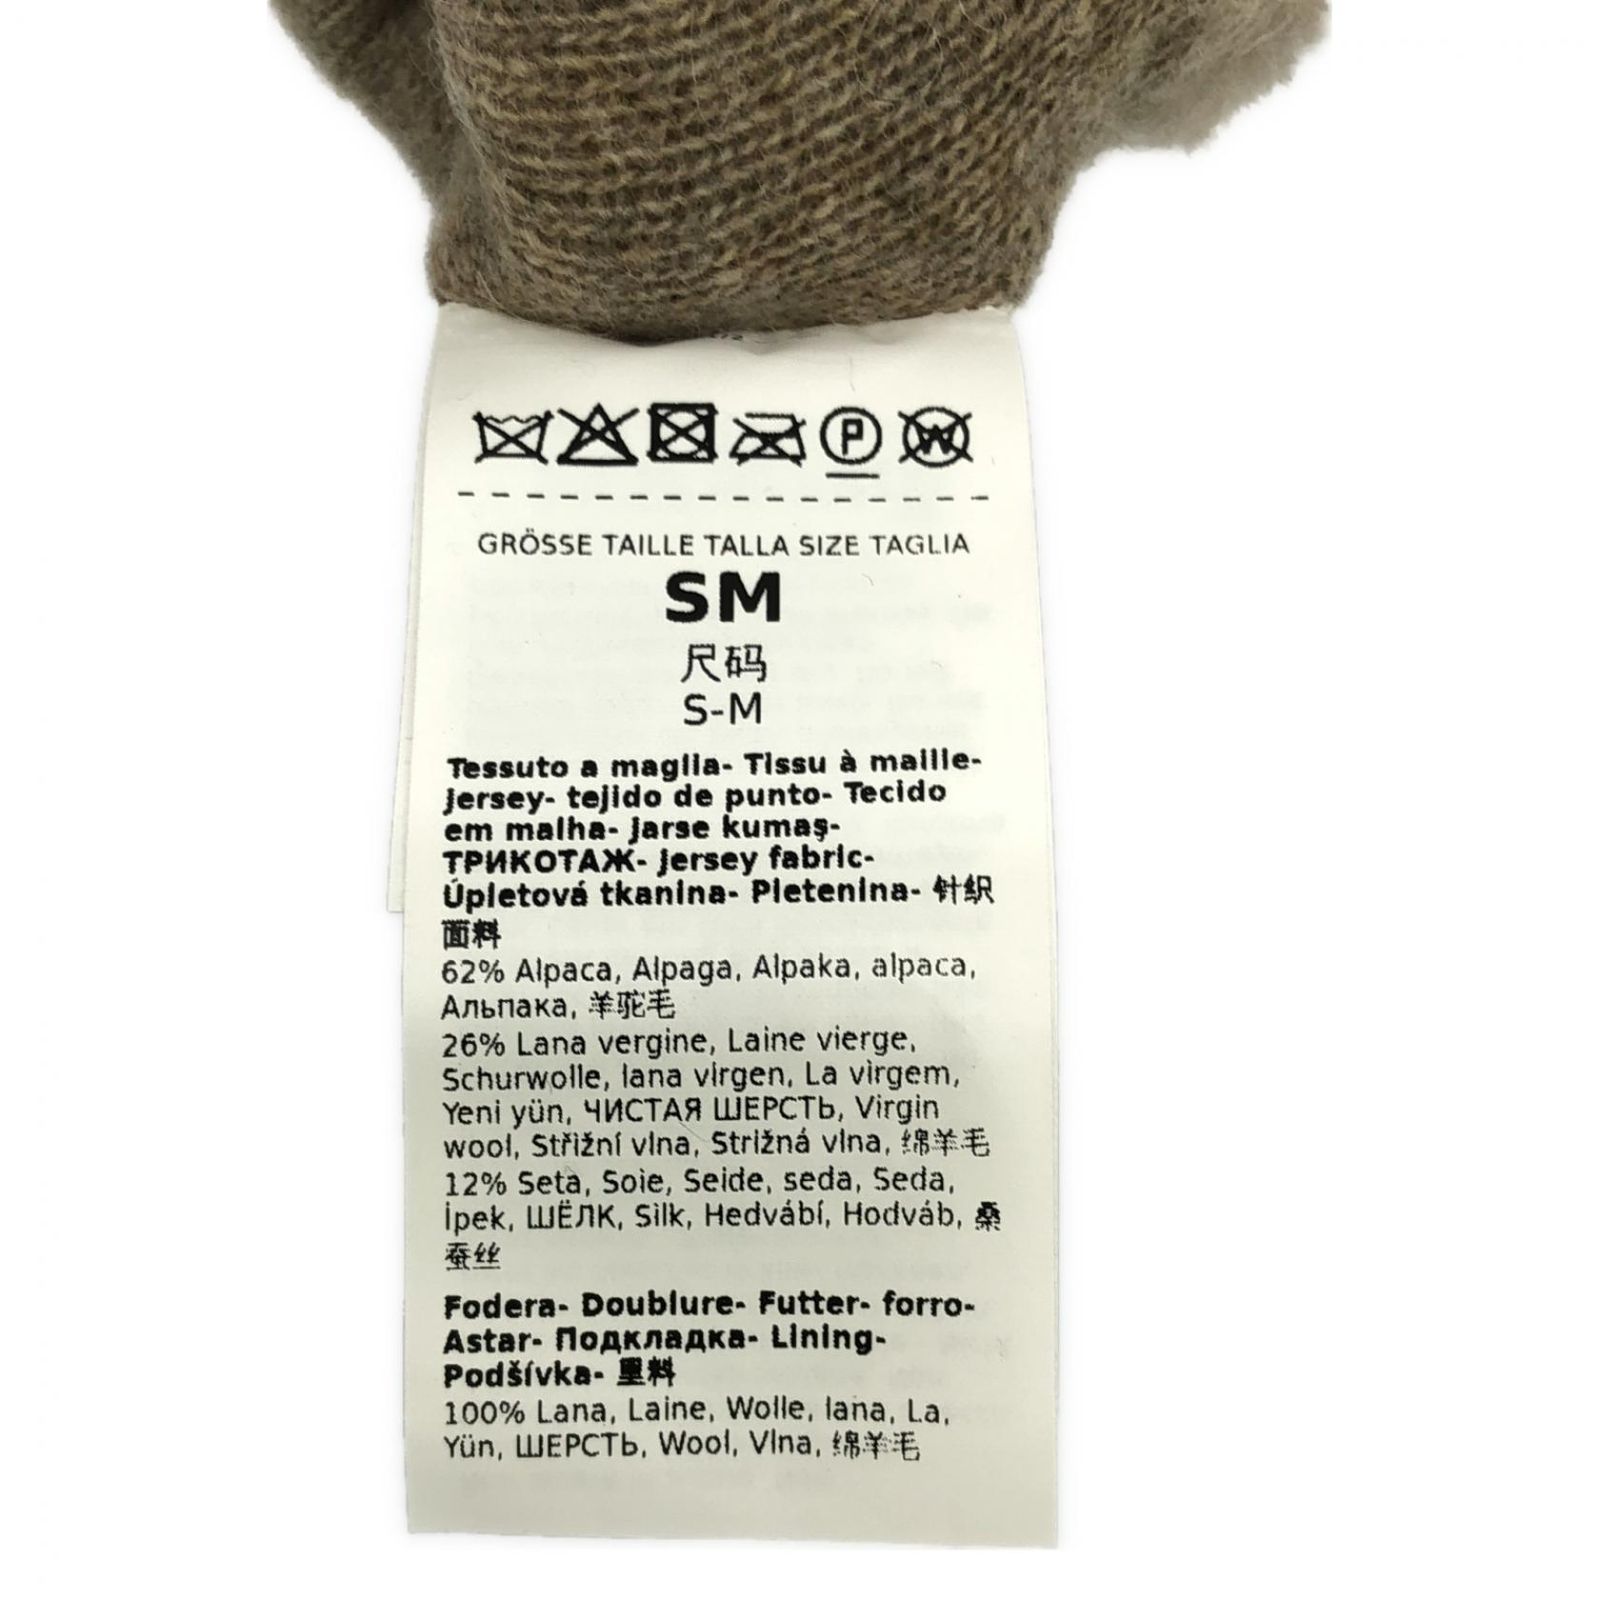 P W
GRÖSSE TAILLE TALLA SIZE TAGLIA
SM
尺码
S-M
Tessuto a maglia- Tissu à maille-
Jersey- tejido de punto- Tecido
em malha- Jarse kumaş-
ТРИКОТАЖ- Jersey fabric-
Úpletová tkanina- Pletenina- 针织
面料
62% Alpaca, Alpaga, Alpaka, alpaca,
Альпака, 羊驼毛
26% Lana vergine, Laine vierge,
Schurwolle, lana virgen, La virgem,
Yeni yün, ЧИСТАЯ ШЕРСТЬ, Virgin
wool, Střižní vlna, Strižná vlna, 绵羊毛
12% Seta, Soie, Seide, seda, Seda,
İpek, ШЁЛК, Silk, Hedvábí, Hodváb, 桑
蚕丝
Fodera- Doublure- Futter- forro-
Astar- Подкладка- Lining-
Podšívka- 里料
100% Lana, Laine, Wolle, lana, La,
Yün, ШЕРСТЬ, Wool, Vlna, 绵羊毛